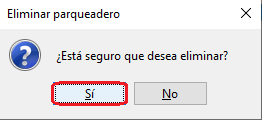 Eliminar parqueadero
¿Está seguro que desea eliminar?
Sí No